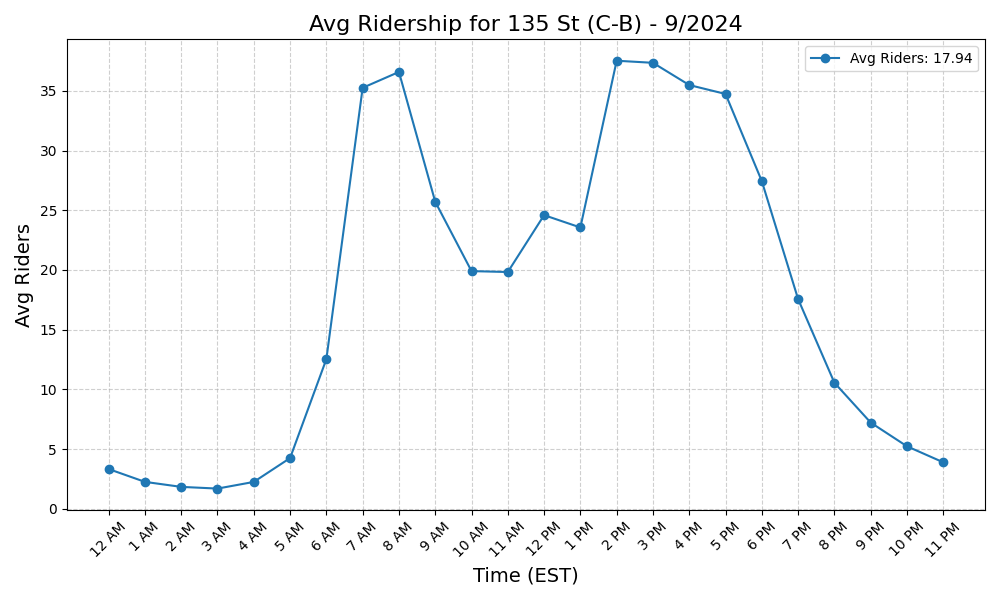 Avg Ridership for 135 St (C-B) - 9/2024
Avg Riders: 17.94
Avg Riders
35
30
25
20
15
10
5
0
12 AM
1 AM
2 AM
3 AM
4 AM
5 AM
6 AM
7 AM
8 AM
9 AM
10 AM
11 AM
12 PM
1 PM
2 PM
3 PM
4 PM
5 PM
6 PM
7 PM
8 PM
9 PM
10 PM
11 PM
Time (EST)